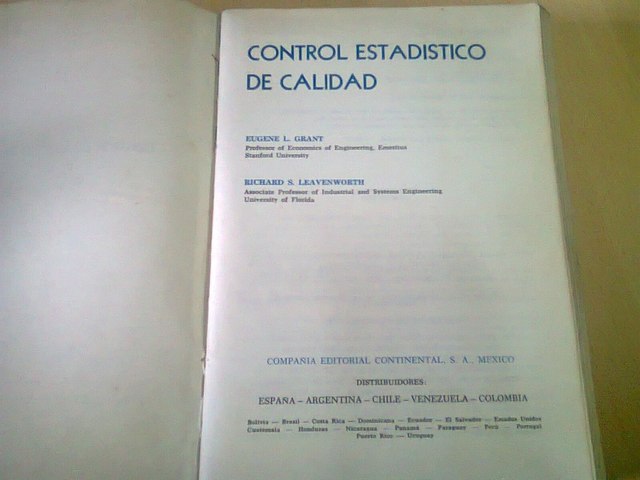 CONTROL ESTADISTICO
DE CALIDAD
EUGENE L. GRANT
Professor of Economics of Engineering, Emeritus
Stanford University
RICHARD S. LEAVENWORTH
Associate Professor of Industrial and Systems Engineering
University of Florida
COMPAÑIA EDITORIAL CONTINENTAL, S. A., MEXICO
DISTRIBUIDORES:
ESPAÑA — ARGENTINA — CHILE — VENEZUELA — COLOMBIA
Bolivia — Brasil — Costa Rica — Dominicana — Ecuador — El Salvador — Estados Unidos
Guatemala — Honduras — Nicaragua — Panamá — Paraguay — Perú — Portugal
Puerto Rico — Uruguay